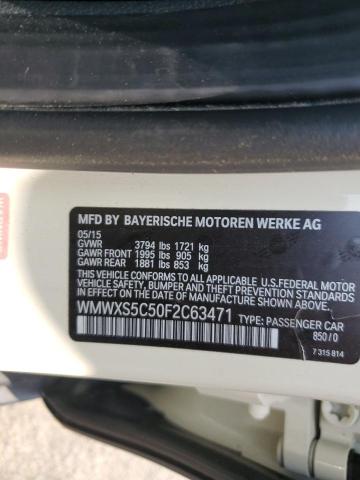 MFD BY BAYERISCHE MOTOREN WERKE AG
05/15
GVWR 3794 lbs 1721 kg
GAWR FRONT 1995 lbs 905 kg
GAWR REAR 1881 lbs 853 kg
THIS VEHICLE CONFORMS TO ALL APPLICABLE U.S.FEDERAL MOTOR
VEHICLE SAFETY, BUMPER AND THEFT PREVENTION STANDARDS
IN EFFECT ON THE DATE OF MANUFACTURE SHOWN ABOVE.
WMWXS5C50F2C63471 TYPE: PASSENGER CAR
850/0
7 315 814